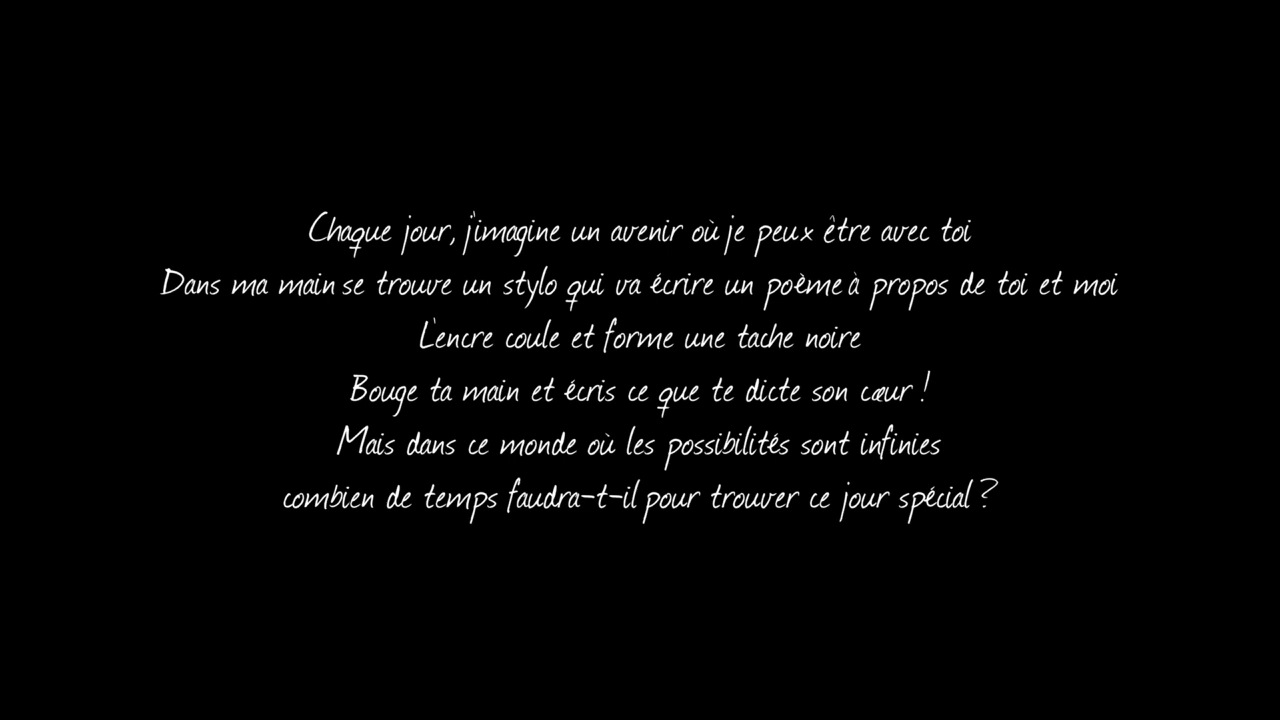 Chaque jour, j'imagine un avenir où je peux être avec toi
Dans ma main se trouve un stylo qui va écrire un poème à propos de toi et moi
L'encre coule et forme une tache noire
Bouge ta main et écris ce que te dicte son cœur !
Mais dans ce monde où les possibilités sont infinies
combien de temps faudra-t-il pour trouver ce jour spécial ?